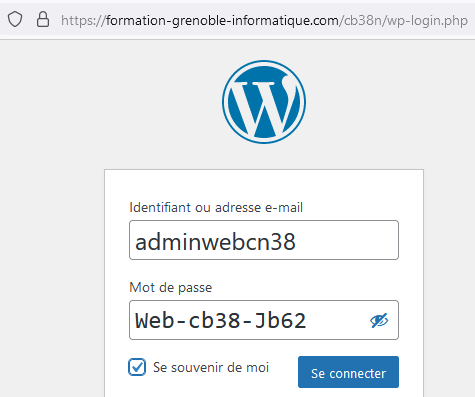 https://formation-grenoble-informatique.com/cb38n/wp-login.php
Identifiant ou adresse e-mail
adminwebcn38
Mot de passe
Web-cb38-Jb62
Se souvenir de moi
Se connecter